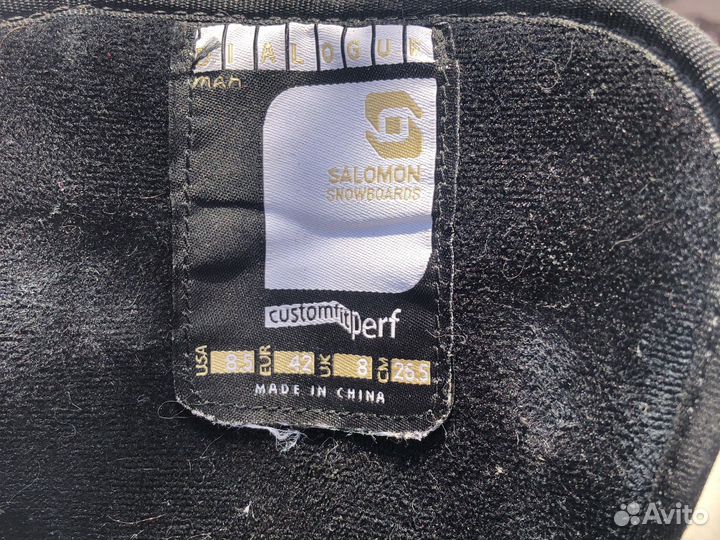 DIALOGUE
man
SALOMON
SNOWBOARDS
customfit perf
USA 8.5 EUR 42 UK 8 CM 26.5
MADE IN CHINA
Avito